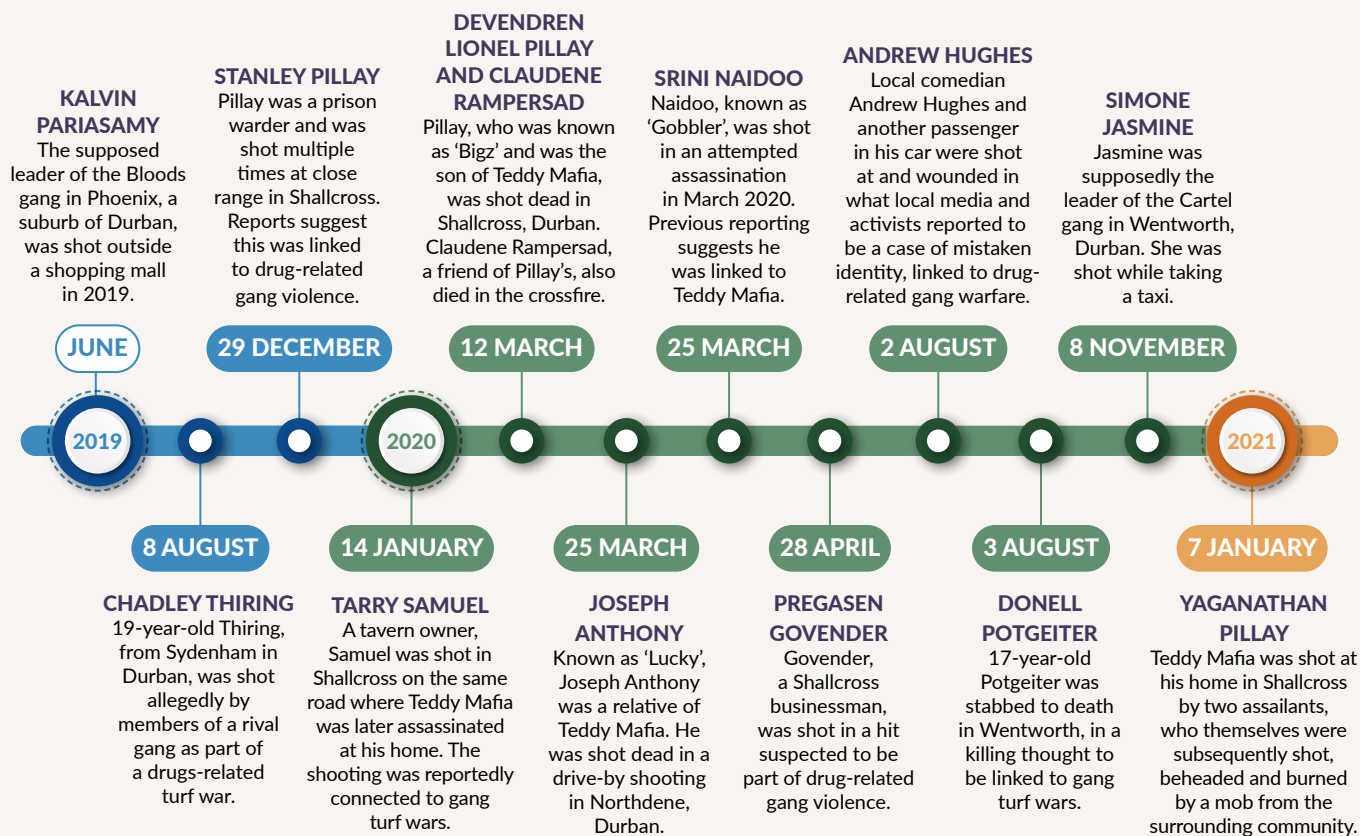 KALVIN
PARIASAMY
The supposed
leader of the Bloods
gang in Phoenix, a
suburb of Durban,
was shot outside
a shopping mall
in 2019.
JUNE
2019
8 AUGUST
CHADLEY THIRING
19-year-old Thiring,
from Sydenham in
Durban, was shot
allegedly by
members of a rival
gang as part of
a drugs-related
turf war.
STANLEY PILLAY
Pillay was a prison
warder and was
shot multiple
times at close
range in Shallcross.
Reports suggest
this was linked
to drug-related
gang violence.
29 DECEMBER
2020
14 JANUARY
TARRY SAMUEL
A tavern owner,
Samuel was shot in
Shallcross on the same
road where Teddy Mafia
was later assassinated
at his home. The
shooting was reportedly
connected to gang
turf wars.
DEVENDREN
LIONEL PILLAY
AND CLAUDENE
RAMPERSAD
Pillay, who was known
as ‘Bigz’ and was the
son of Teddy Mafia,
was shot dead in
Shallcross, Durban.
Claudene Rampersad,
a friend of Pillay’s, also
died in the crossfire.
12 MARCH
25 MARCH
JOSEPH
ANTHONY
Known as ‘Lucky’,
Joseph Anthony
was a relative of
Teddy Mafia. He
was shot dead in a
drive-by shooting
in Northdene,
Durban.
SRINI NAIDOO
Naidoo, known as
‘Gobbler’, was shot
in an attempted
assassination
in March 2020.
Previous reporting
suggests he
was linked to
Teddy Mafia.
25 MARCH
28 APRIL
PREGASEN
GOVENDER
Govender,
a Shallcross
businessman,
was shot in a hit
suspected to be
part of drug-related
gang violence.
ANDREW HUGHES
Local comedian
Andrew Hughes and
another passenger
in his car were shot
at and wounded in
what local media and
activists reported to
be a case of mistaken
identity, linked to drug-
related gang warfare.
2 AUGUST
3 AUGUST
DONELL
POTGEITER
17-year-old
Potgeiter was
stabbed to death
in Wentworth, in a
killing thought to
be linked to gang
turf wars.
SIMONE
JASMINE
Jasmine was
supposedly the
leader of the Cartel
gang in Wentworth,
Durban. She was
shot while taking
a taxi.
8 NOVEMBER
2021
7 JANUARY
YAGANATHAN
PILLAY
Teddy Mafia was shot at
his home in Shallcross
by two assailants,
who themselves were
subsequently shot,
beheaded and burned
by a mob from the
surrounding community.